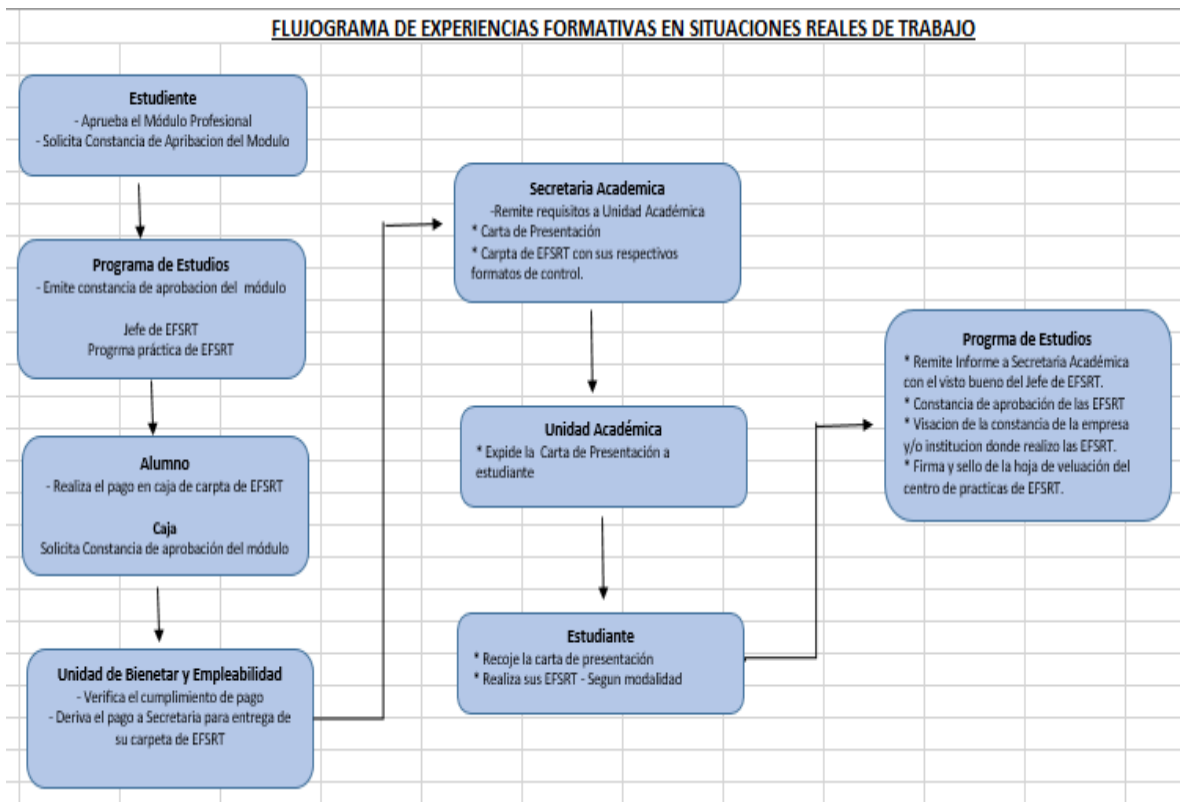 FLUJOGRAMA DE EXPERIENCIAS FORMATIVAS EN SITUACIONES REALES DE TRABAJO
Estudiente
- Aprueba el Módulo Profesional
- Solicita Constancia de Apribacion del Modulo
Programa de Estudios
- Emite constancia de aprobacion del módulo
Jefe de EFSRT
Progrma práctica de EFSRT
Alumno
- Realiza el pago en caja de carpta de EFSRT
Caja
Solicita Constancia de aprobación del módulo
Unidad de Bienetar y Empleabilidad
- Verifica el cumplimiento de pago
- Deriva el pago a Secretaria para entrega de
su carpeta de EFSRT
Secretaria Academica
-Remite requisitos a Unidad Académica
* Carta de Presentación
* Carpta de EFSRT con sus respectivos
formatos de control.
Unidad Académica
* Expide la Carta de Presentación a
estudiante
Estudiante
* Recoje la carta de presentación
* Realiza sus EFSRT - Segun modalidad
Progrma de Estudios
* Remite Informe a Secretaria Académica
con el visto bueno del Jefe de EFSRT.
* Constancia de aprobación de las EFSRT
* Visacion de la constancia de la empresa
y/o institucion donde realizo las EFSRT.
* Firma y sello de la hoja de veluación del
centro de practicas de EFSRT.